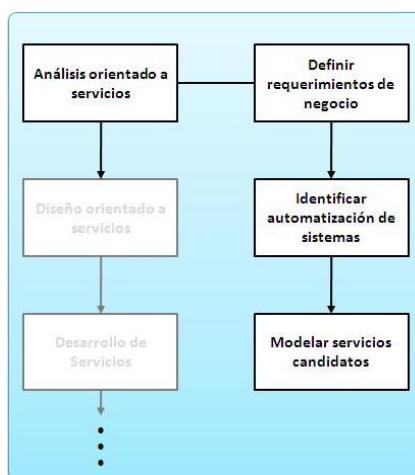 Análisis orientado a
servicios
Definir
requerimientos de
negocio
Diseño orientado a
servicios
Identificar
automatización de
sistemas
Desarrollo de
Servicios
Modelar servicios
candidatos